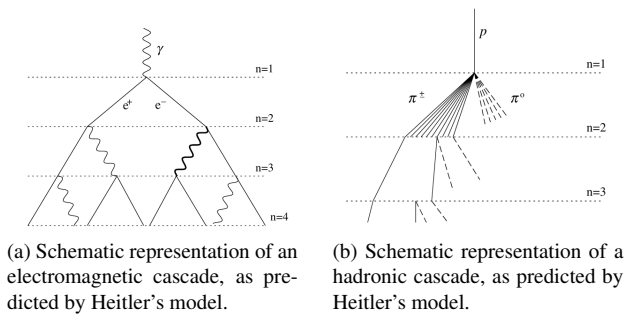 γ
n=1
e⁺ e⁻
n=2
n=3
n=4
p
n=1
π± π⁰
n=2
n=3
(a) Schematic representation of an
electromagnetic cascade, as pre-
dicted by Heitler's model.
(b) Schematic representation of a
hadronic cascade, as predicted by
Heitler's model.